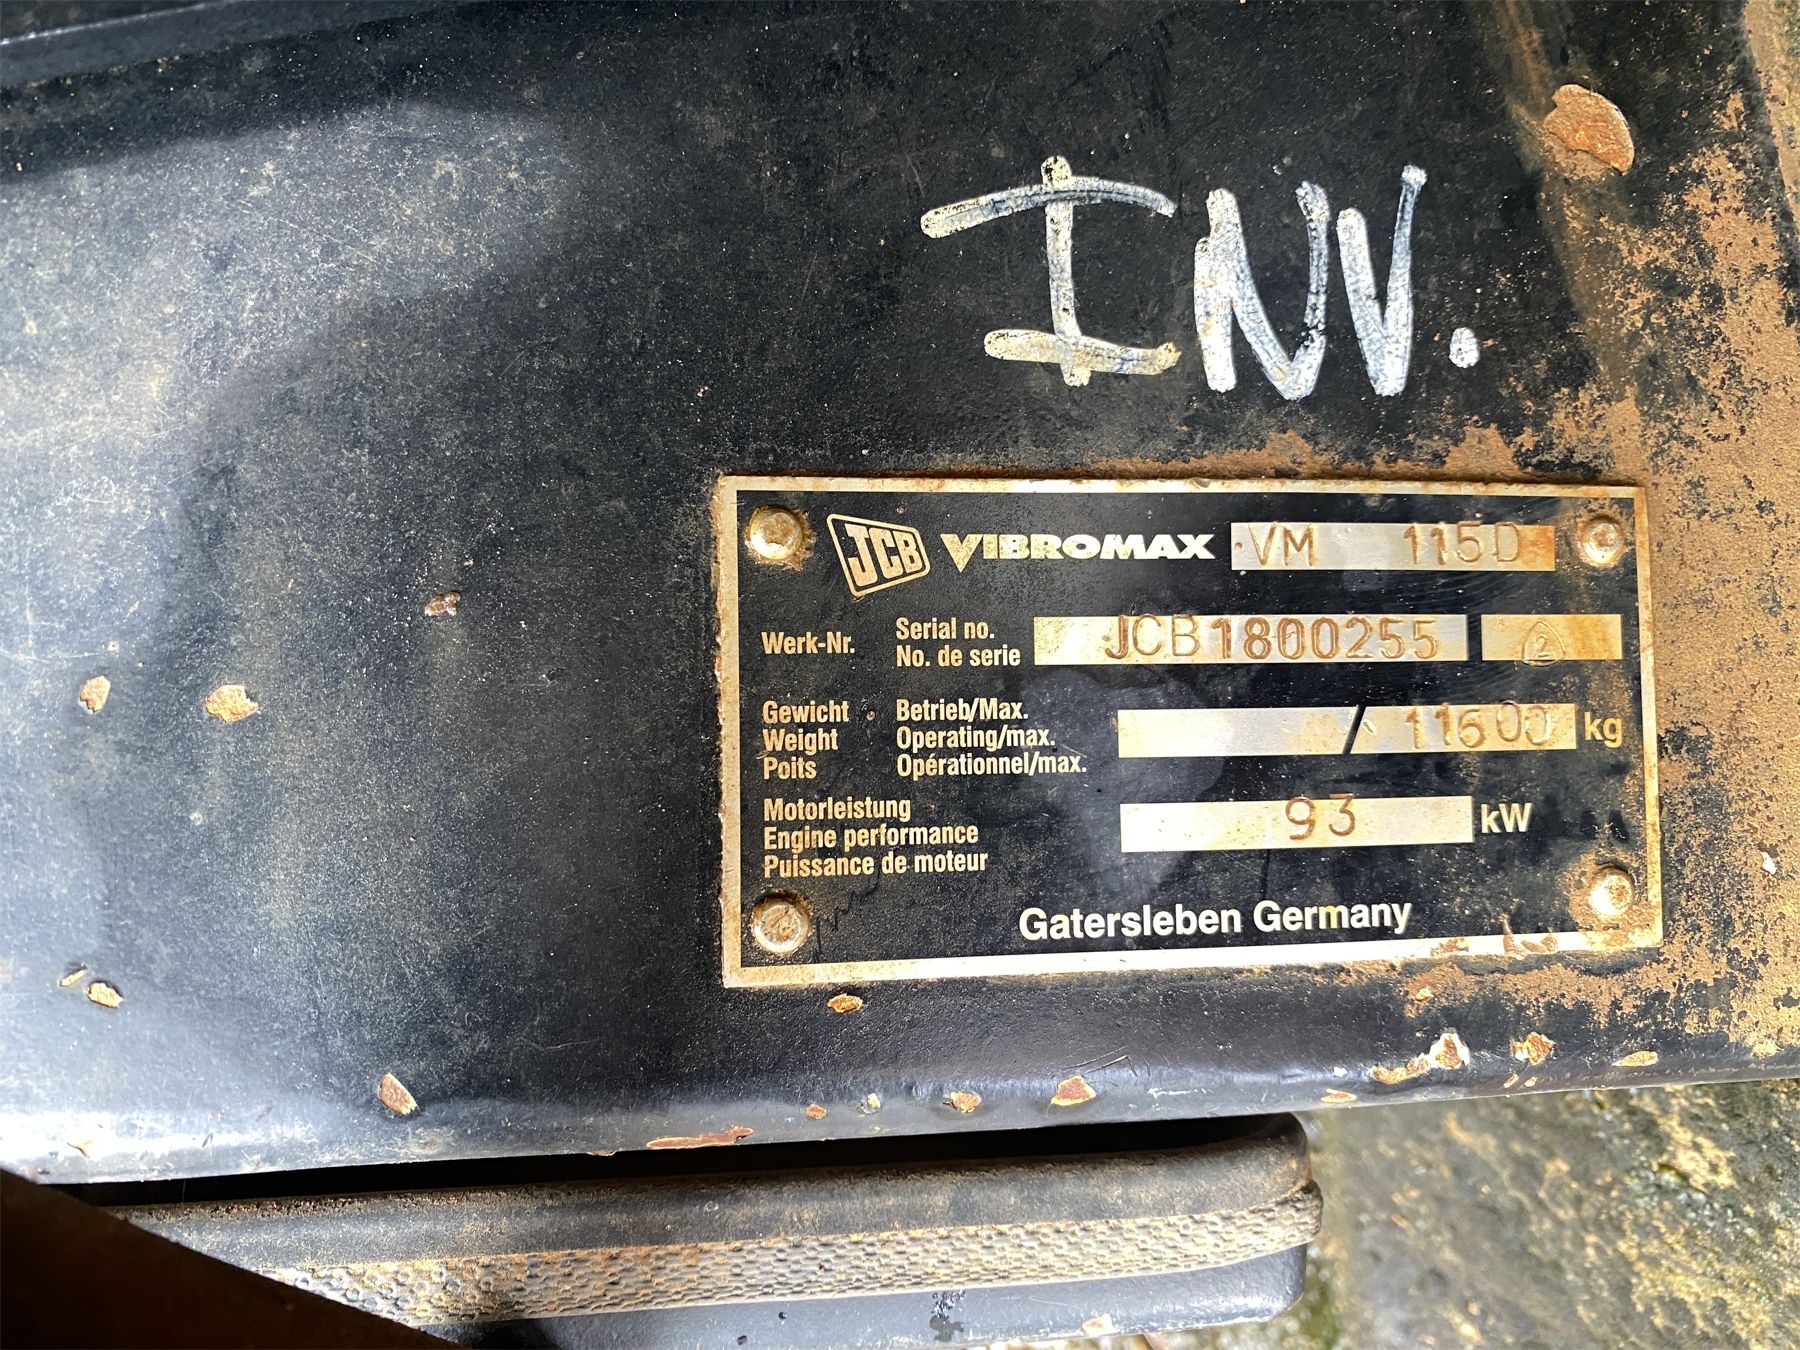 INV.
JCB VIBROMAX VM 115D
Werk-Nr. Serial no. JCB1800255 2
No. de serie
Gewicht Betrieb/Max.
Weight Operating/max. / 11600 kg
Poits Opérationnel/max.
Motorleistung
Engine performance 93 kW
Puissance de moteur
Gatersleben Germany